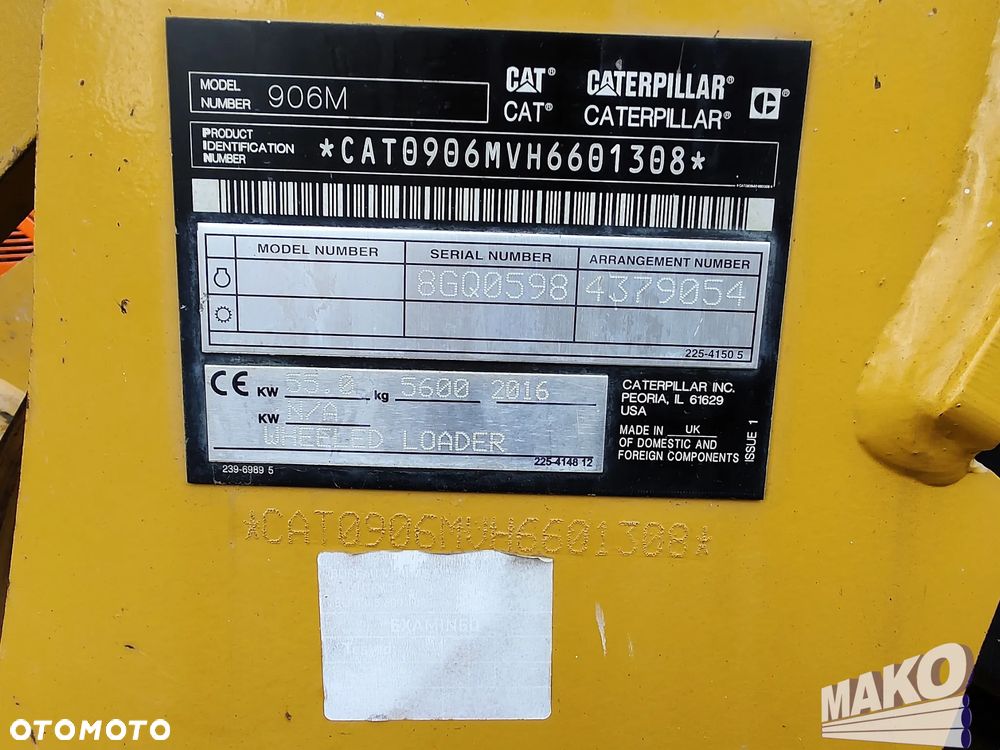 MODEL NUMBER 906M
CAT® CATERPILLAR®
CAT® CATERPILLAR®
C®
PRODUCT IDENTIFICATION NUMBER *CAT0906MVH6601308*
*CAT0906MVH6601308*
MODEL NUMBER SERIAL NUMBER ARRANGEMENT NUMBER
8GQ0598 4379054
225-4150 5
CE KW 55.0 kg 5600 2016
KW N/A
WHEELED LOADER
225-4148 12
239-6989 5
CATERPILLAR INC.
PEORIA, IL 61629
USA
MADE IN UK
OF DOMESTIC AND
FOREIGN COMPONENTS
ISSUE 1
*CAT0906MVH6601308*
EXAMINED
MAKO
OTOMOTO